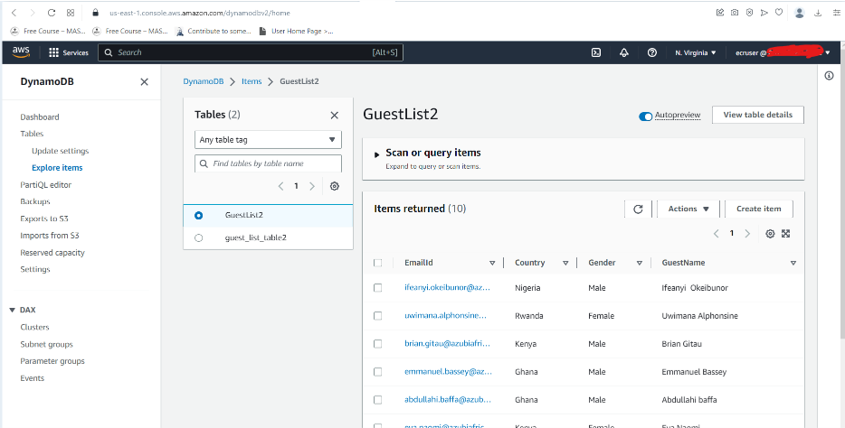 us-east-1.console.aws.amazon.com/dynamodbv2/home
Free Course – MAS... Free Course – MAS... Contribute to some... User Home Page >...
aws Services Search [Alt+S] N. Virginia ecruser@
DynamoDB
Dashboard
Tables
Update settings
Explore items
PartiQL editor
Backups
Exports to S3
Imports from S3
Reserved capacity
Settings
DAX
Clusters
Subnet groups
Parameter groups
Events
DynamoDB > Items > GuestList2
Tables (2)
Any table tag
Find tables by table name
1
GuestList2
guest_list_table2
GuestList2
Autopreview View table details
Scan or query items
Expand to query or scan items.
Items returned (10) Actions Create item
1
EmailId Country Gender GuestName
ifeanyi.okeibunor@az... Nigeria Male Ifeanyi Okeibunor
uwimana.alphonsine... Rwanda Female Uwimana Alphonsine
brian.gitau@azubiafri... Kenya Male Brian Gitau
emmanuel.bassey@az... Ghana Male Emmanuel Bassey
abdullahi.baffa@azub... Ghana Male Abdullahi baffa
eva.naomi@azubiafric... Kenya Female Eva Naomi